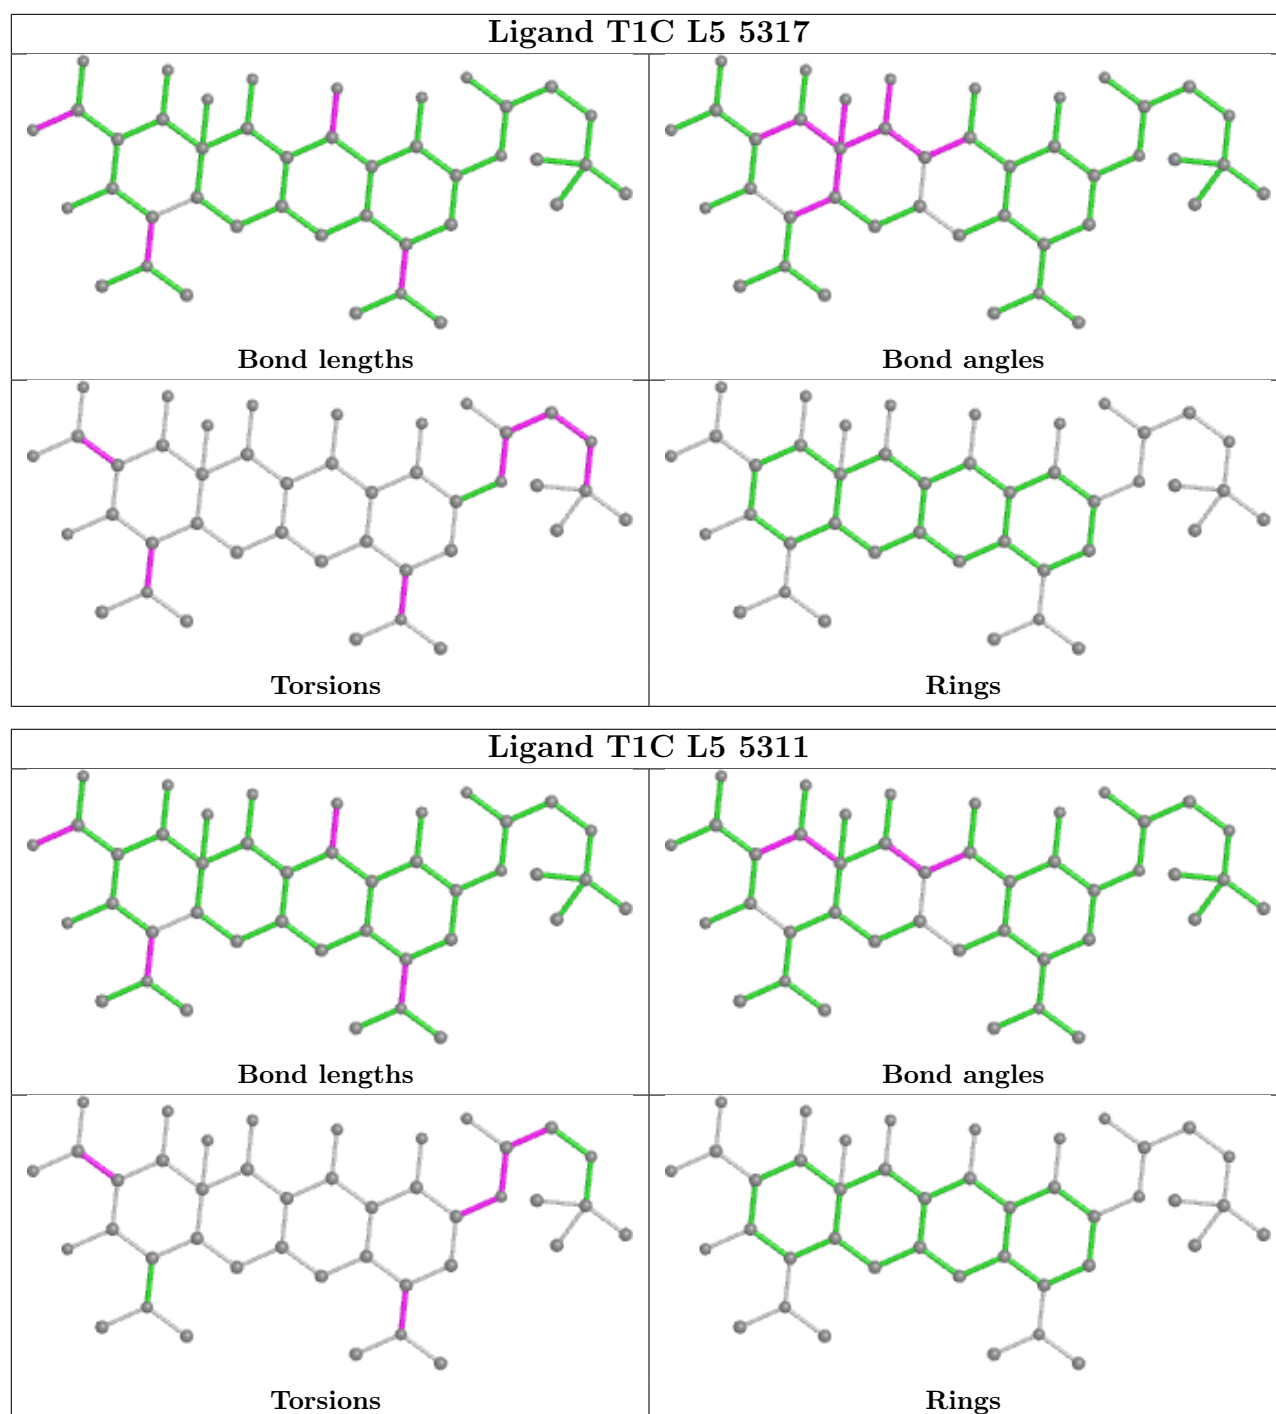 Ligand T1C L5 5317
Bond lengths
Bond angles
Torsions
Rings
Ligand T1C L5 5311
Bond lengths
Bond angles
Torsions
Rings